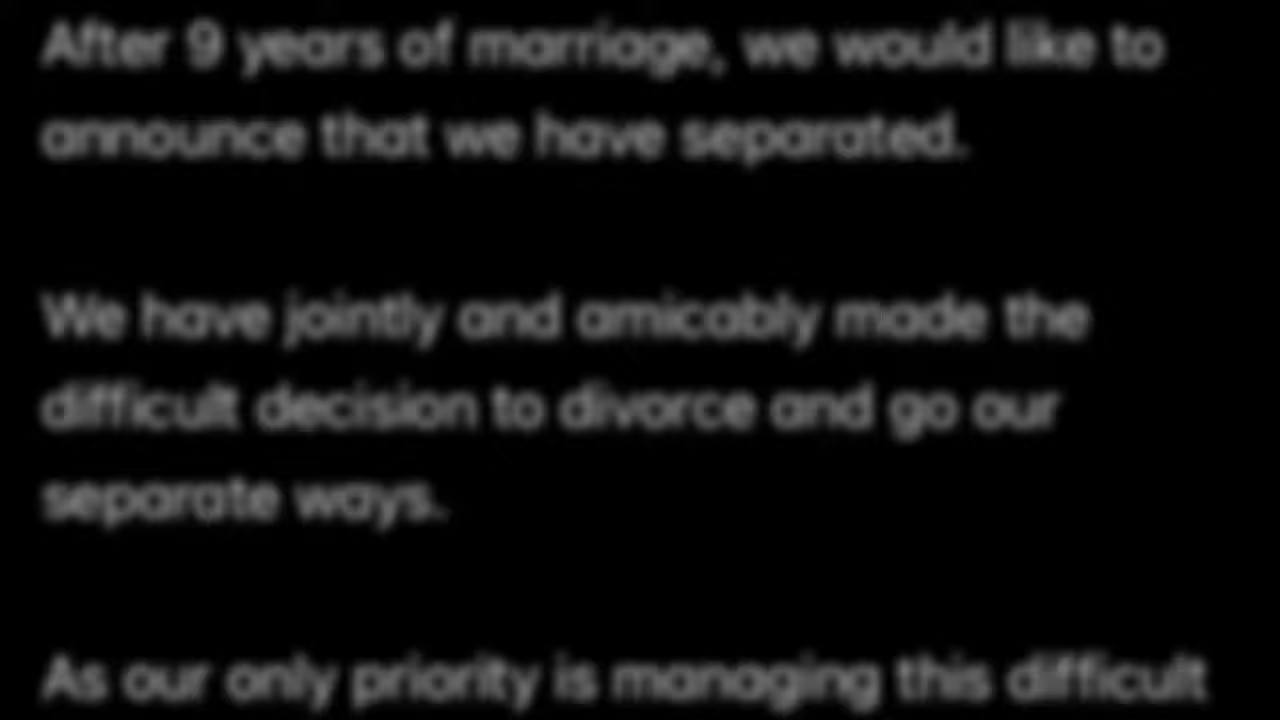 After 9 years of marriage, we would like to
announce that we have separated.
We have jointly and amicably made the
difficult decision to divorce and go our
separate ways.
As our only priority is managing this difficult